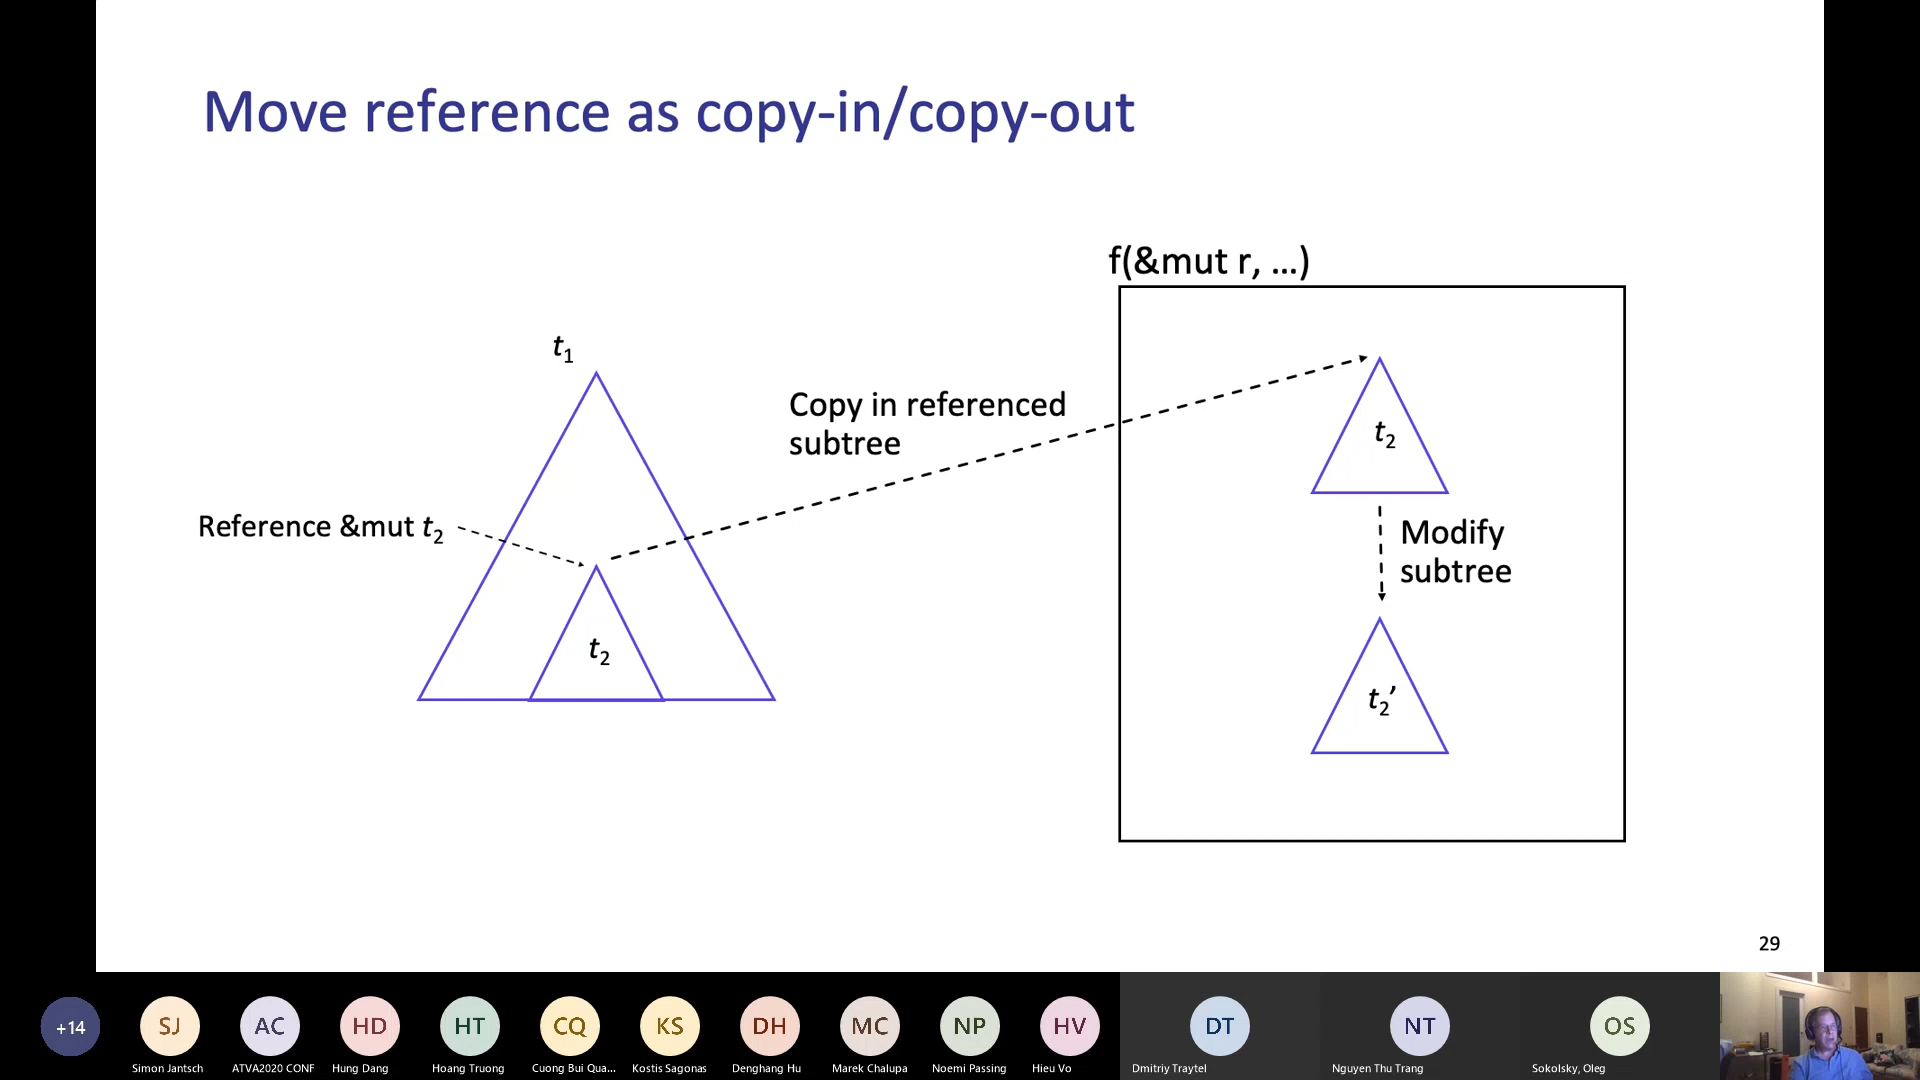 Move reference as copy-in/copy-out
f(&mut r, ...)
t1
Copy in referenced
subtree
t2
Reference &mut t2
Modify
subtree
t2
t2’
29
+14
SJ
AC
HD
HT
CQ
KS
DH
MC
NP
HV
DT
NT
OS
Simon Jantsch
ATVA2020 CONF
Hung Dang
Hoang Truong
Cuong Bui Qua...
Kostis Sagonas
Denghang Hu
Marek Chalupa
Noemi Passing
Hieu Vo
Dmitriy Traytel
Nguyen Thu Trang
Sokolsky, Oleg